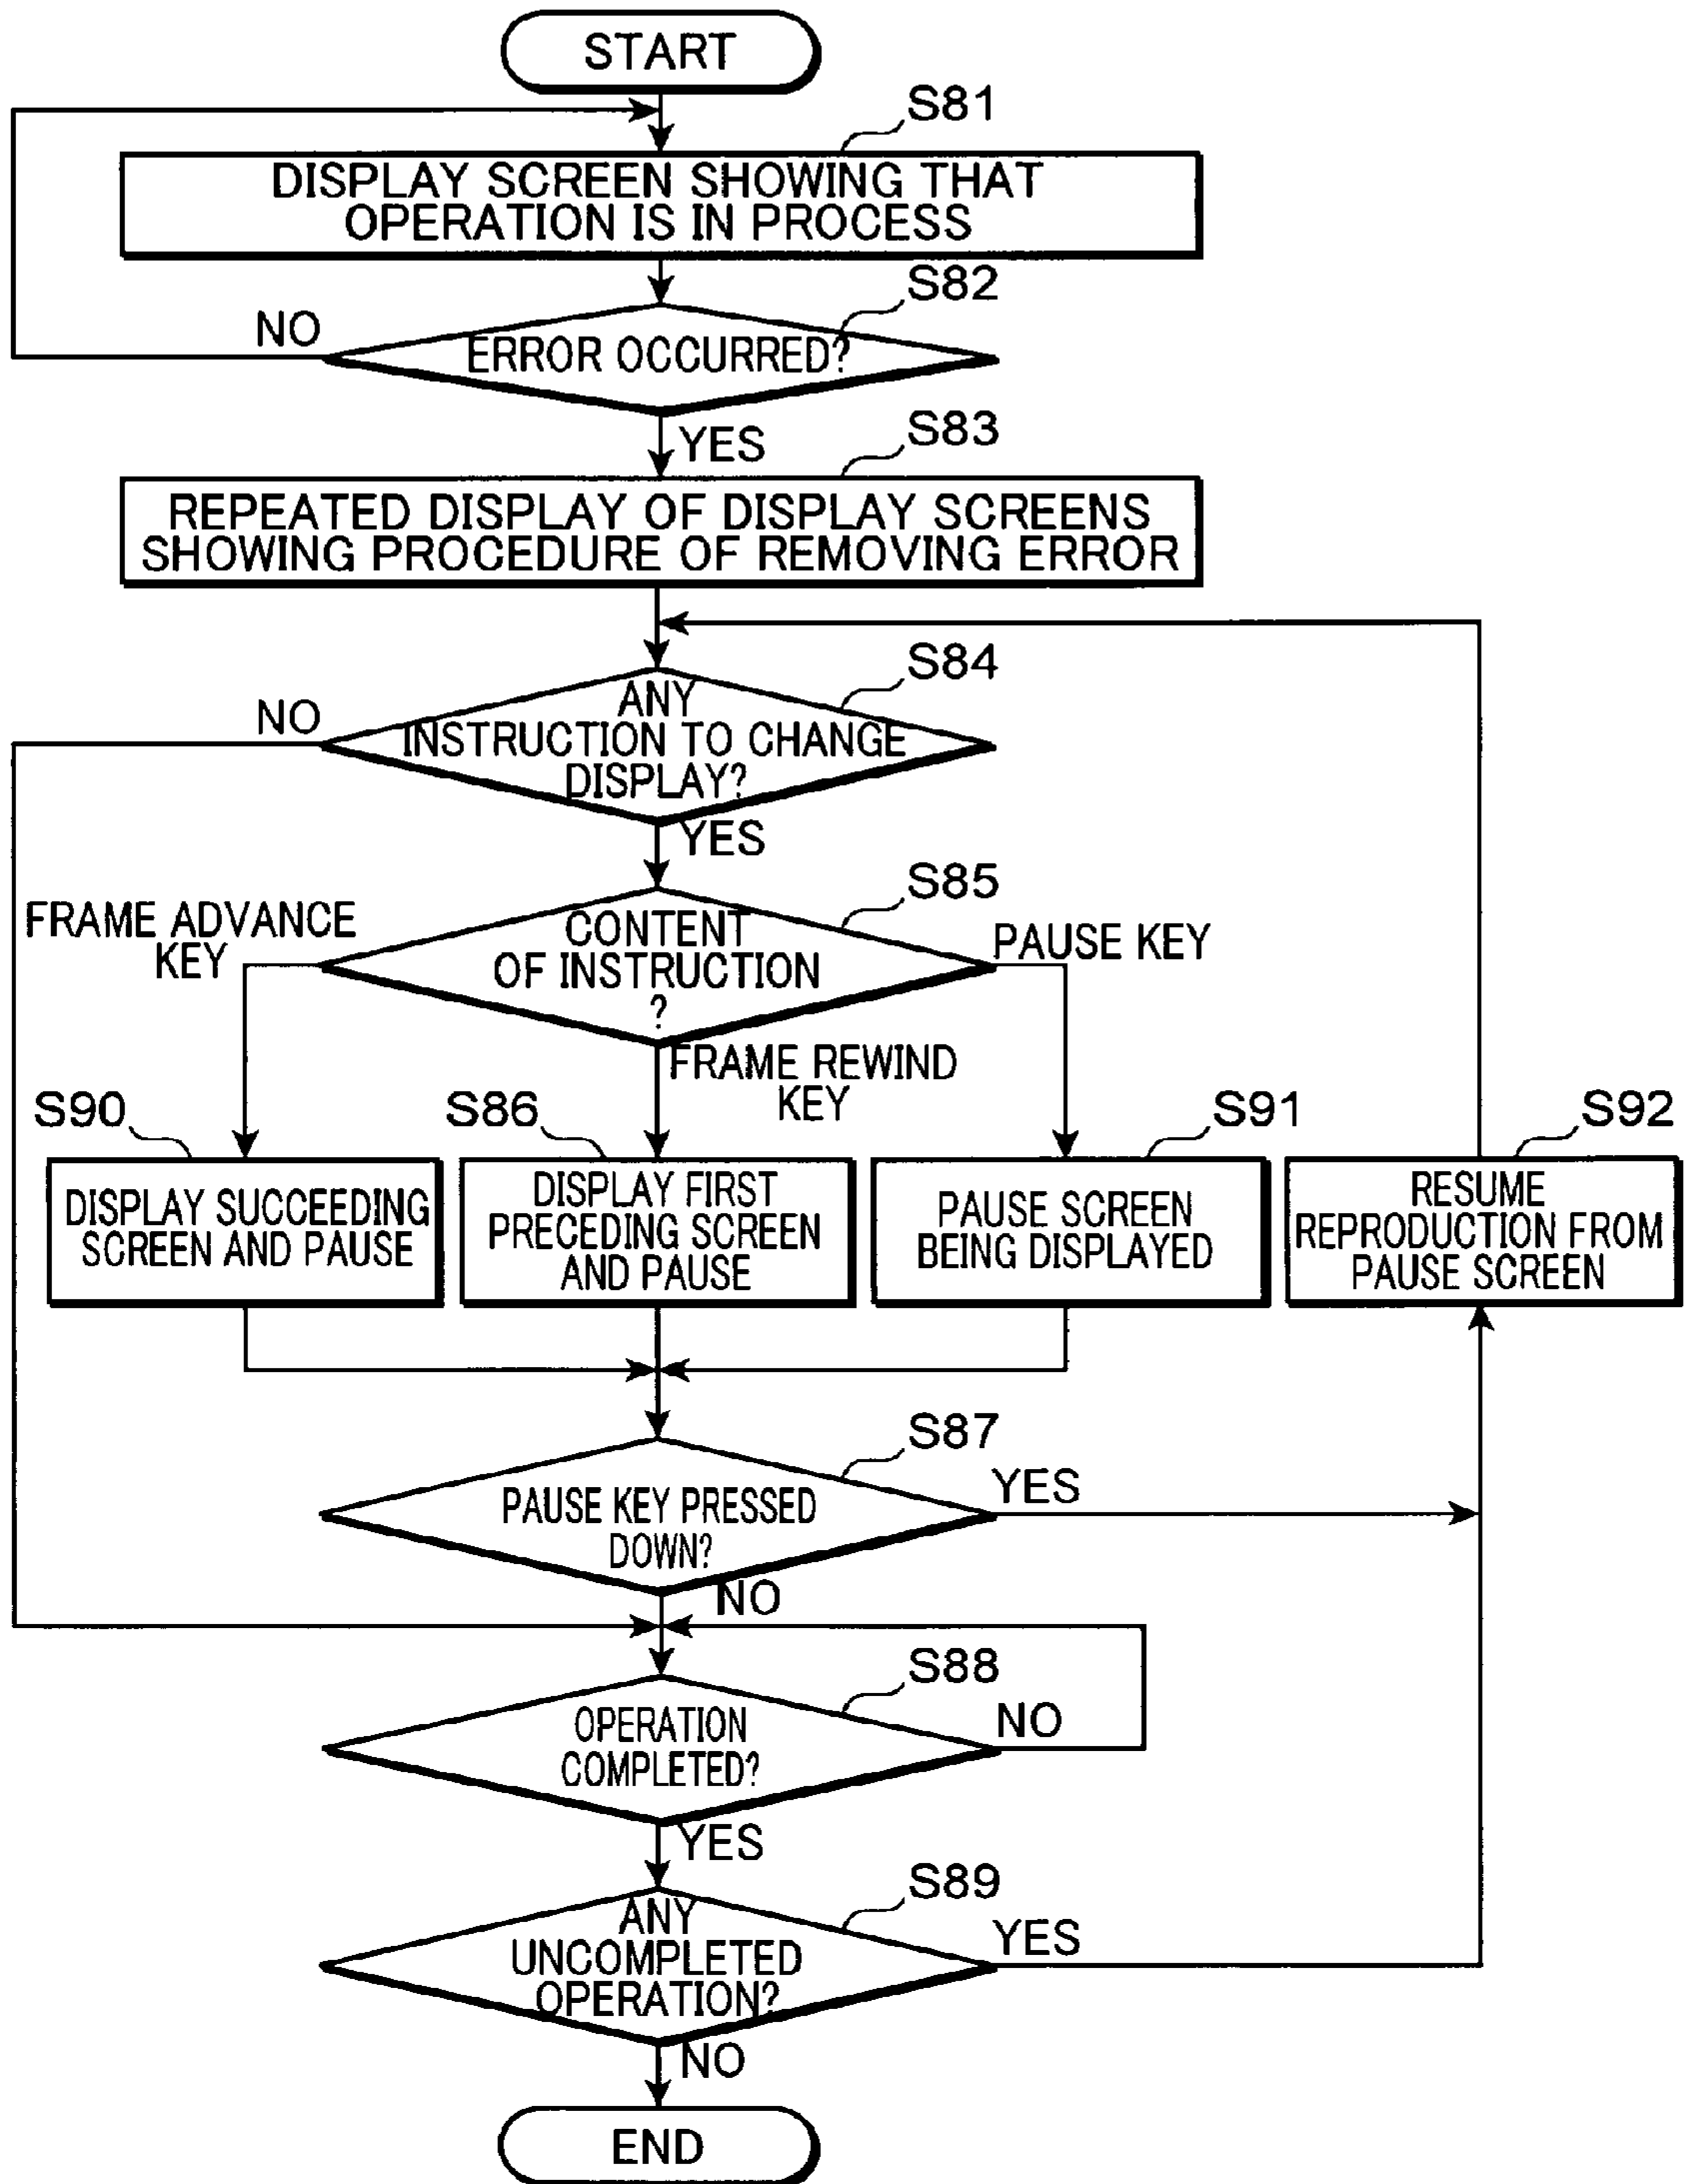 START
S81
DISPLAY SCREEN SHOWING THAT
OPERATION IS IN PROCESS
S82
NO
ERROR OCCURRED?
YES
S83
REPEATED DISPLAY OF DISPLAY SCREENS
SHOWING PROCEDURE OF REMOVING ERROR
S84
NO
ANY
INSTRUCTION TO CHANGE
DISPLAY?
YES
S85
FRAME ADVANCE
KEY
CONTENT
OF INSTRUCTION
?
PAUSE KEY
FRAME REWIND
KEY
S90
S86
S91
S92
DISPLAY SUCCEEDING
SCREEN AND PAUSE
DISPLAY FIRST
PRECEDING SCREEN
AND PAUSE
PAUSE SCREEN
BEING DISPLAYED
RESUME
REPRODUCTION FROM
PAUSE SCREEN
S87
PAUSE KEY PRESSED
DOWN?
YES
NO
S88
OPERATION
COMPLETED?
NO
YES
S89
ANY
UNCOMPLETED
OPERATION?
YES
NO
END